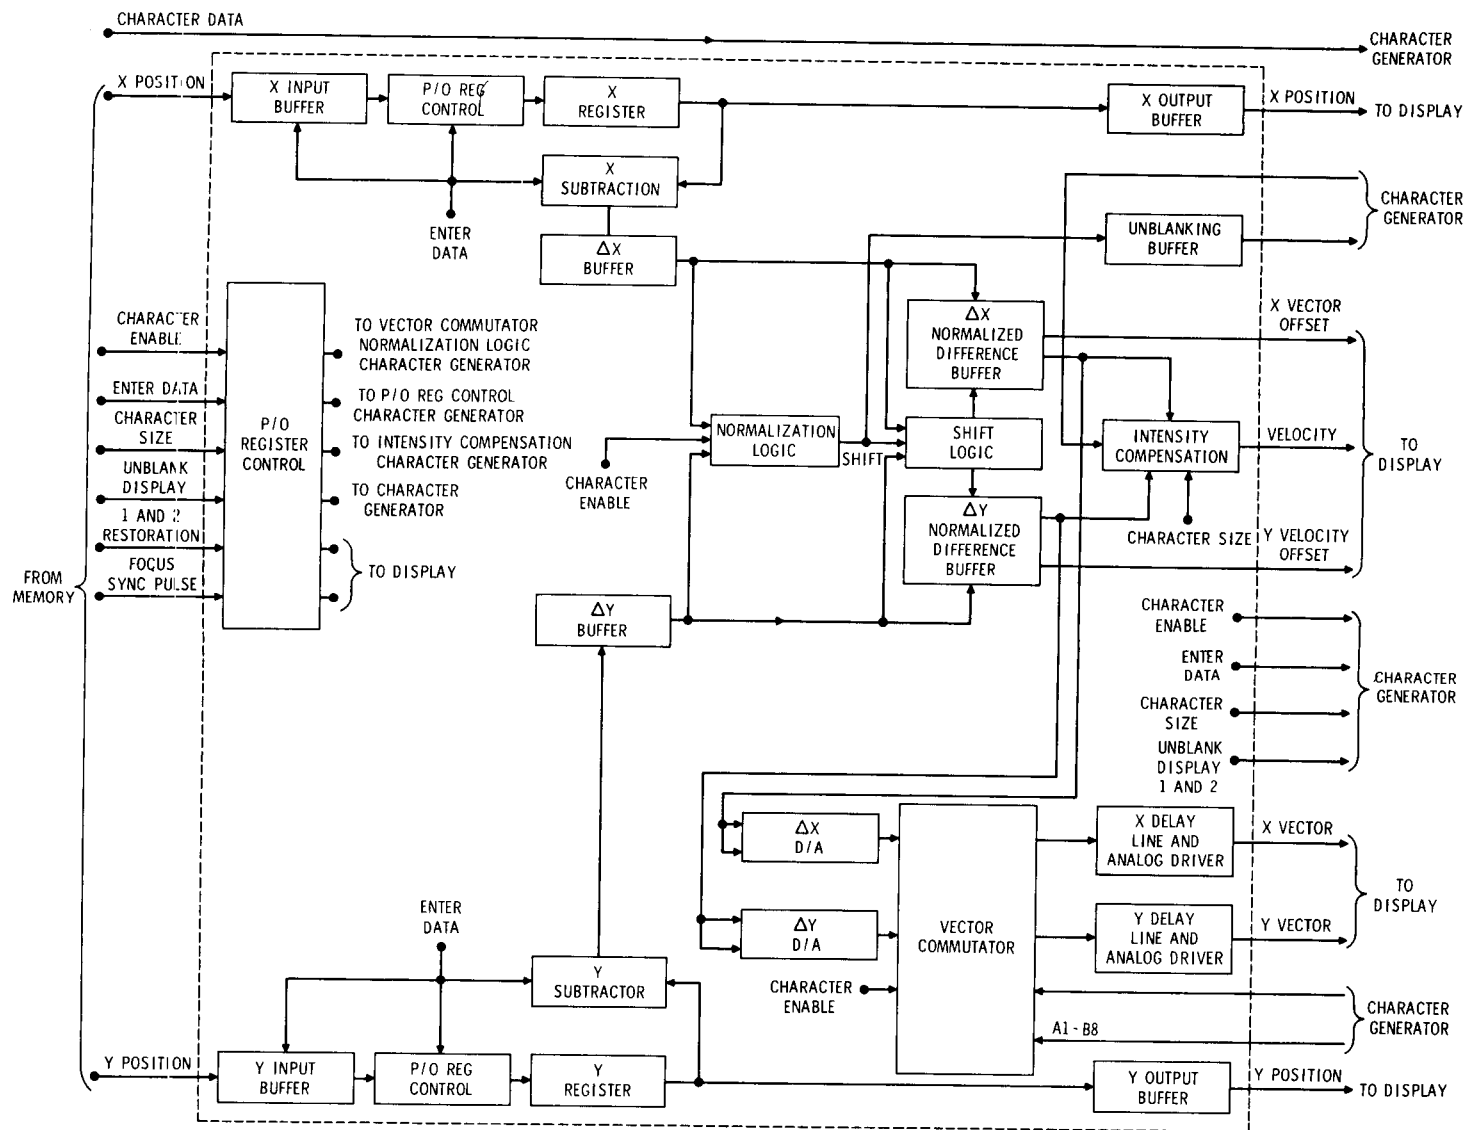 CHARACTER DATA
CHARACTER
GENERATOR
X POSITION
X INPUT
BUFFER
P/O REG
CONTROL
X
REGISTER
X OUTPUT
BUFFER
X POSITION
TO DISPLAY
X
SUBTRACTION
ENTER
DATA
ΔX
BUFFER
UNBLANKING
BUFFER
CHARACTER
GENERATOR
CHARACTER
ENABLE
ENTER DATA
CHARACTER
SIZE
UNBLANK
DISPLAY
1 AND 2
RESTORATION
FOCUS
SYNC PULSE
FROM
MEMORY
P/O
REGISTER
CONTROL
TO VECTOR COMMUTATOR
NORMALIZATION LOGIC
CHARACTER GENERATOR
TO P/O REG CONTROL
CHARACTER GENERATOR
TO INTENSITY COMPENSATION
CHARACTER GENERATOR
TO CHARACTER
GENERATOR
TO DISPLAY
CHARACTER
ENABLE
NORMALIZATION
LOGIC
SHIFT
ΔX
NORMALIZED
DIFFERENCE
BUFFER
SHIFT
LOGIC
ΔY
NORMALIZED
DIFFERENCE
BUFFER
X VECTOR
OFFSET
INTENSITY
COMPENSATION
VELOCITY
TO
DISPLAY
CHARACTER SIZE
Y VELOCITY
OFFSET
ΔY
BUFFER
CHARACTER
ENABLE
ENTER
DATA
CHARACTER
SIZE
UNBLANK
DISPLAY
1 AND 2
CHARACTER
GENERATOR
ΔX
D/A
ΔY
D/A
CHARACTER
ENABLE
VECTOR
COMMUTATOR
X DELAY
LINE AND
ANALOG DRIVER
X VECTOR
Y DELAY
LINE AND
ANALOG DRIVER
Y VECTOR
TO
DISPLAY
A1-B8
CHARACTER
GENERATOR
ENTER
DATA
Y
SUBTRACTOR
Y POSITION
Y INPUT
BUFFER
P/O REG
CONTROL
Y
REGISTER
Y OUTPUT
BUFFER
Y POSITION
TO DISPLAY